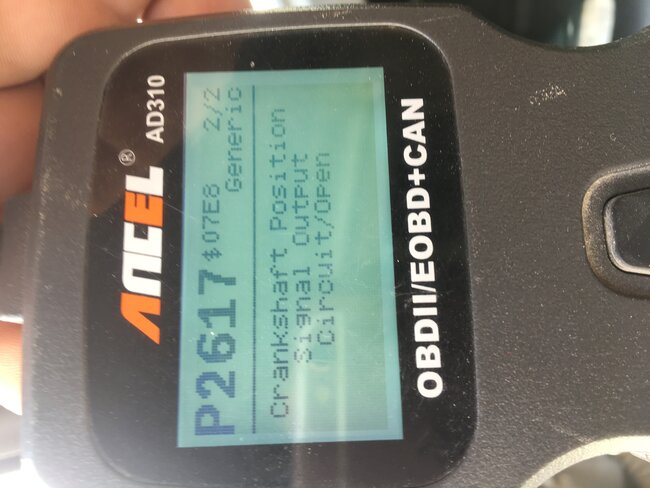 ANCEL® AD310
P2617 $07E8 2/2
Generic
Crankshaft Position
Signal Output
Circuit/Open
OBDII/EOBD+CAN